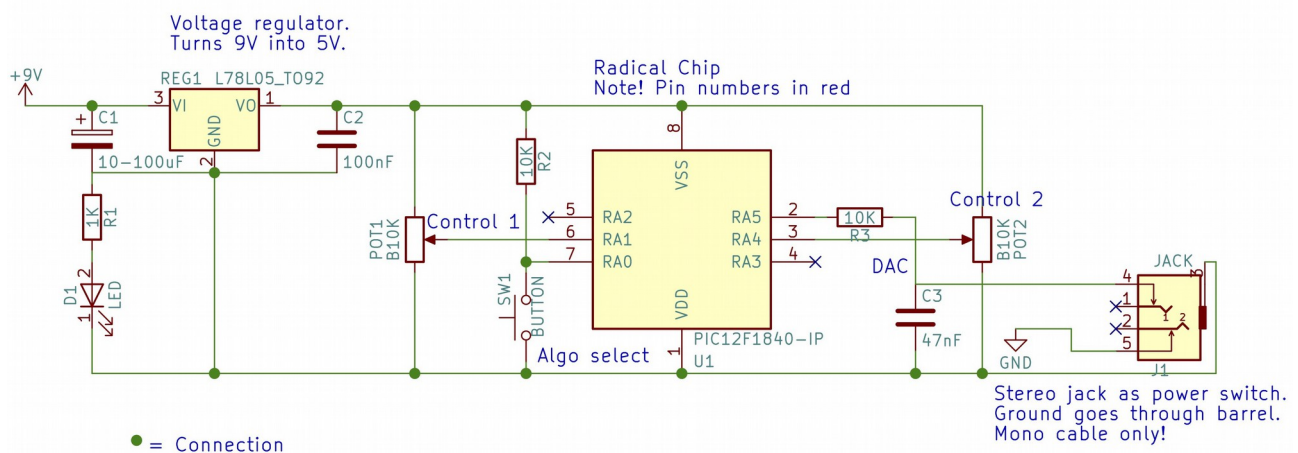 Voltage regulator.
Turns 9V into 5V.
+9V
REG1 L78L05_TO92
3
VI
VO
1
GND
2
+
C1
10-100uF
C2
100nF
1K
R1
2
D1
LED
1
POT1
B10K
Control 1
10K
R2
SW1
BUTTON
Algo select
Radical Chip
Note! Pin numbers in red
8
VSS
5
RA2
6
RA1
7
RA0
RA5
2
RA4
3
RA3
4
VDD
1
PIC12F1840-IP
U1
10K
R3
DAC
C3
47nF
Control 2
B10K
POT2
GND
JACK
3
4
1
2
5
1
2
J1
Stereo jack as power switch.
Ground goes through barrel.
Mono cable only!
= Connection